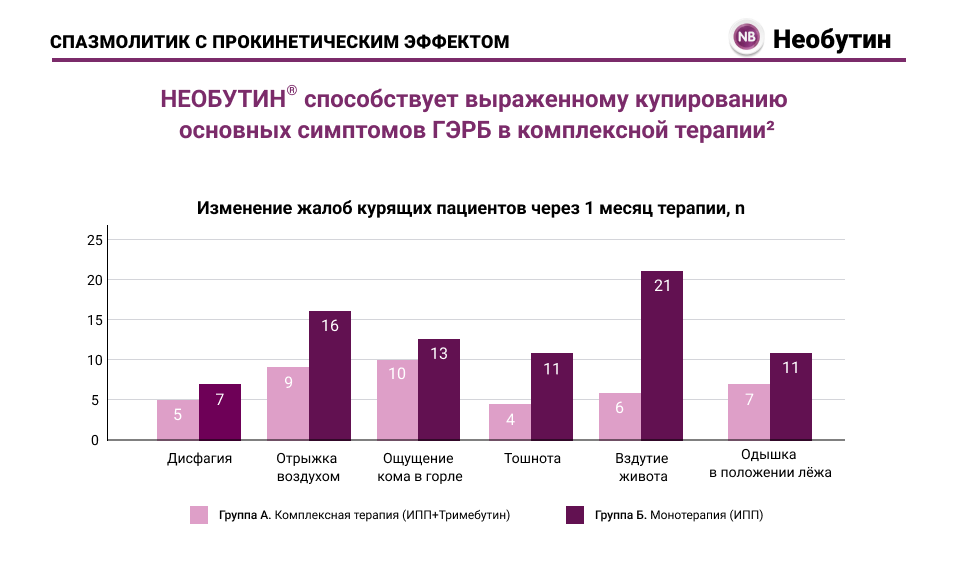 СПАЗМОЛИТИК С ПРОКИНЕТИЧЕСКИМ ЭФФЕКТОМ
NB Необутин
НЕОБУТИН® способствует выраженному купированию
основных симптомов ГЭРБ в комплексной терапии²
Изменение жалоб курящих пациентов через 1 месяц терапии, n
25
20
15
10
5
0
5
7
9
16
10
13
4
11
6
21
7
11
Дисфагия
Отрыжка
воздухом
Ощущение
кома в горле
Тошнота
Вздутие
живота
Одышка
в положении лёжа
Группа А. Комплексная терапия (ИПП+Тримебутин)
Группа Б. Монотерапия (ИПП)